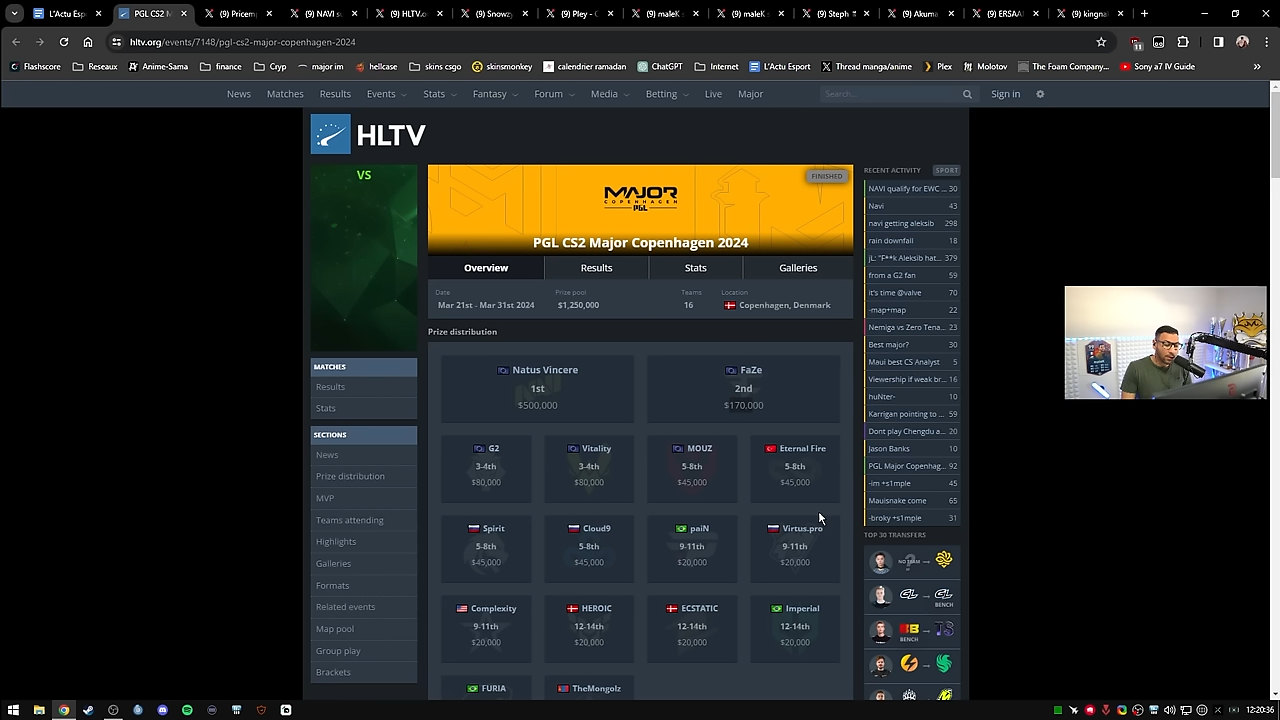 L'Actu Es
PGL CS2 M
(9) Pricem
(9) NAVI s
(9) HLTV.o
(9) Snowzy
(9) Pley - C
(9) maleK
(9) maleK
(9) Steph
(9) Akuma
(9) ERSAA
(9) kingna
hltv.org/events/7148/pgl-cs2-major-copenhagen-2024
11
Flashscore
Reseaux
Anime-Sama
finance
Cryp
major im
hellcase
skins csgo
skinsmonkey
calendrier ramadan
ChatGPT
Internet
L'Actu Esport
Thread manga/anime
Plex
Molotov
The Foam Company...
Sony a7 IV Guide
»
News
Matches
Results
Events
Stats
Fantasy
Forum
Media
Betting
Live
Major
Search...
Sign in
HLTV
VS
MAJOR
COPENHAGEN
PGL
FINISHED
PGL CS2 Major Copenhagen 2024
Overview
Results
Stats
Galleries
Date
Prize pool
Teams
Location
Mar 21st - Mar 31st 2024
$1,250,000
16
Copenhagen, Denmark
Prize distribution
Natus Vincere
1st
$500,000
FaZe
2nd
$170,000
G2
3-4th
$80,000
Vitality
3-4th
$80,000
MOUZ
5-8th
$45,000
Eternal Fire
5-8th
$45,000
Spirit
5-8th
$45,000
Cloud9
5-8th
$45,000
paiN
9-11th
$20,000
Virtus.pro
9-11th
$20,000
Complexity
9-11th
$20,000
HEROIC
12-14th
$20,000
ECSTATIC
12-14th
$20,000
Imperial
12-14th
$20,000
FURIA
TheMongolz
MATCHES
Results
Stats
SECTIONS
News
Prize distribution
MVP
Teams attending
Highlights
Galleries
Formats
Related events
Map pool
Group play
Brackets
RECENT ACTIVITY
SPORT
NAVI qualify for EWC ... 30
Navi 43
navi getting aleksib 298
rain downfall 18
jL: "F**k Aleksib hat... 379
from a G2 fan 59
it's time @valve 70
-map+map 22
Nemiga vs Zero Tena... 23
Best major? 30
Maui best CS Analyst 5
Viewership if weak br... 16
huNter- 10
Karrigan pointing to ... 59
Dont play Chengdu a... 20
Jason Banks 10
PGL Major Copenhag... 92
-im +s1mple 45
Mauisnake come 65
-broky +s1mple 31
TOP 30 TRANSFERS
NO TEAM
BENCH
BENCH
12:20:36